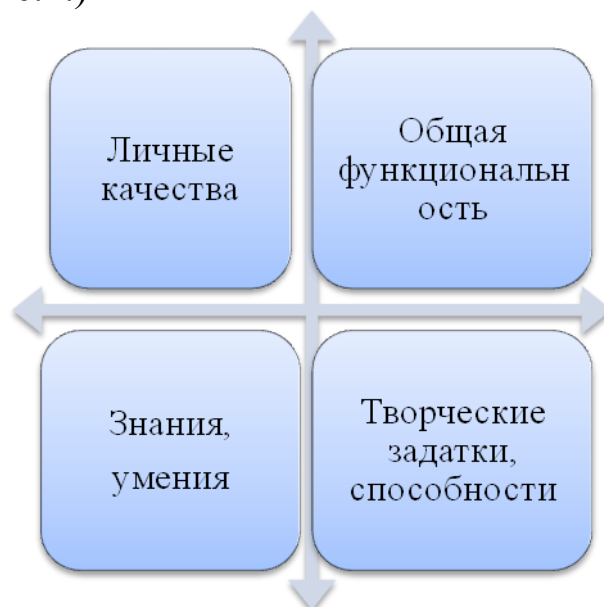 Личные
качества
Общая
функциональн
ость
Знания,
умения
Творческие
задатки,
способности